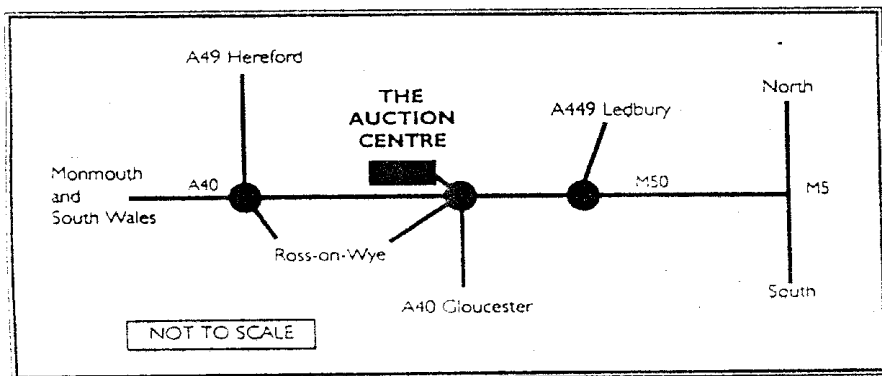 A49 Hereford
THE
AUCTION
CENTRE
A449 Ledbury
North
Monmouth
and
South Wales
A40
M50
M5
Ross-on-Wye
A40 Gloucester
South
NOT TO SCALE